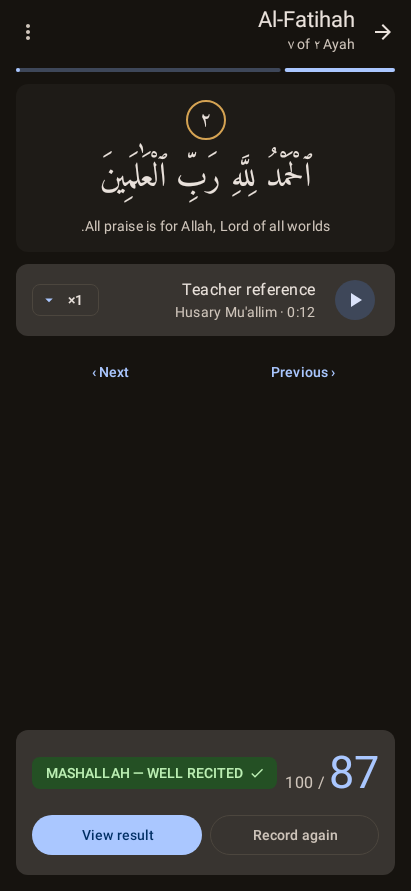 Al-Fatihah
٧ of ٢ Ayah
٢
ٱلْحَمْدُ لِلَّهِ رَبِّ ٱلْعَٰلَمِينَ
.All praise is for Allah, Lord of all worlds
Teacher reference
Husary Mu'allim · 0:12
×1
‹ Next
Previous ›
MASHALLAH — WELL RECITED ✓
100 / 87
View result
Record again